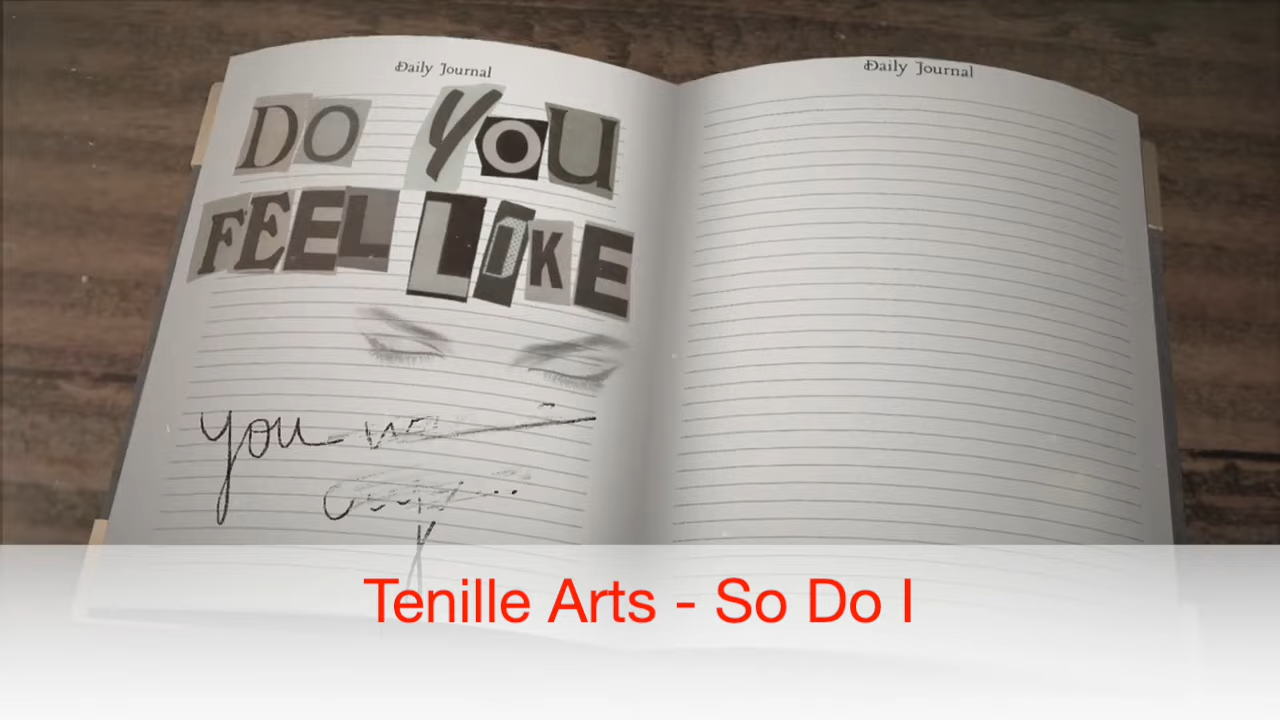 Daily Journal
Daily Journal
DO YOU
FEEL LIKE
you
Tenille Arts - So Do I